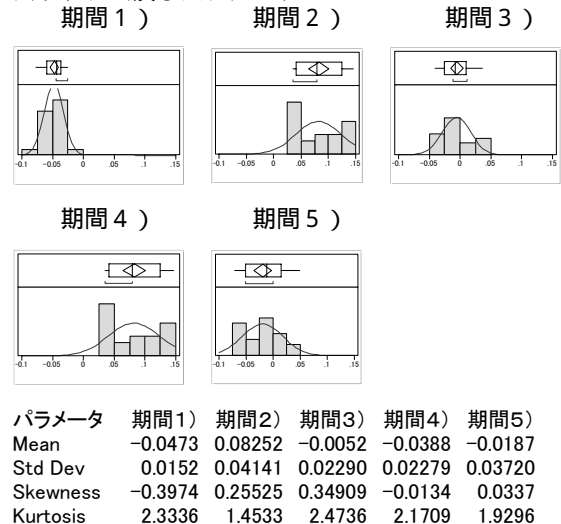 期間１） 期間２） 期間３）
-0.1 -0.05 0 .05 .1 .15 -0.1 -0.05 0 .05 .1 .15 -0.1 -0.05 0 .05 .1 .15
期間４） 期間５）
-0.1 -0.05 0 .05 .1 .15 -0.1 -0.05 0 .05 .1 .15
パラメータ 期間1） 期間2） 期間3） 期間4） 期間5）
Mean −0.0473 0.08252 −0.0052 −0.0388 −0.0187
Std Dev 0.0152 0.04141 0.02290 0.02279 0.03720
Skewness −0.3974 0.25525 0.34909 −0.0134 0.0337
Kurtosis 2.3336 1.4533 2.4736 2.1709 1.9296